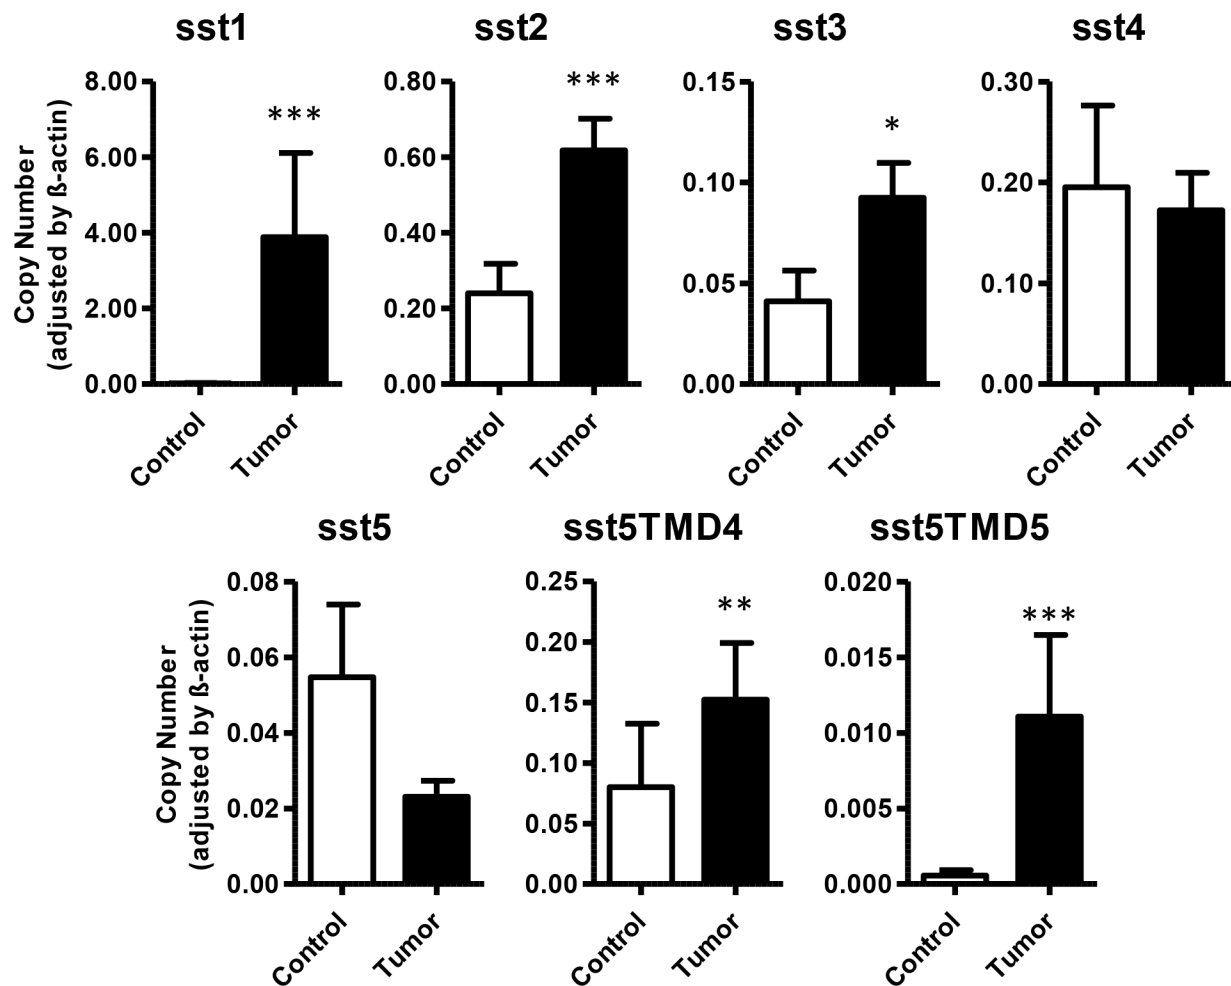 sst1
sst2
sst3
sst4
Copy Number
(adjusted by ß-actin)
8.00
6.00
4.00
2.00
0.00
***
Control
Tumor
0.80
0.60
0.40
0.20
0.00
***
Control
Tumor
0.15
0.10
0.05
0.00
*
Control
Tumor
0.30
0.20
0.10
0.00
Control
Tumor
sst5
sst5TMD4
sst5TMD5
Copy Number
(adjusted by ß-actin)
0.08
0.06
0.04
0.02
0.00
Control
Tumor
0.25
0.20
0.15
0.10
0.05
0.00
**
Control
Tumor
0.020
0.015
0.010
0.005
0.000
***
Control
Tumor